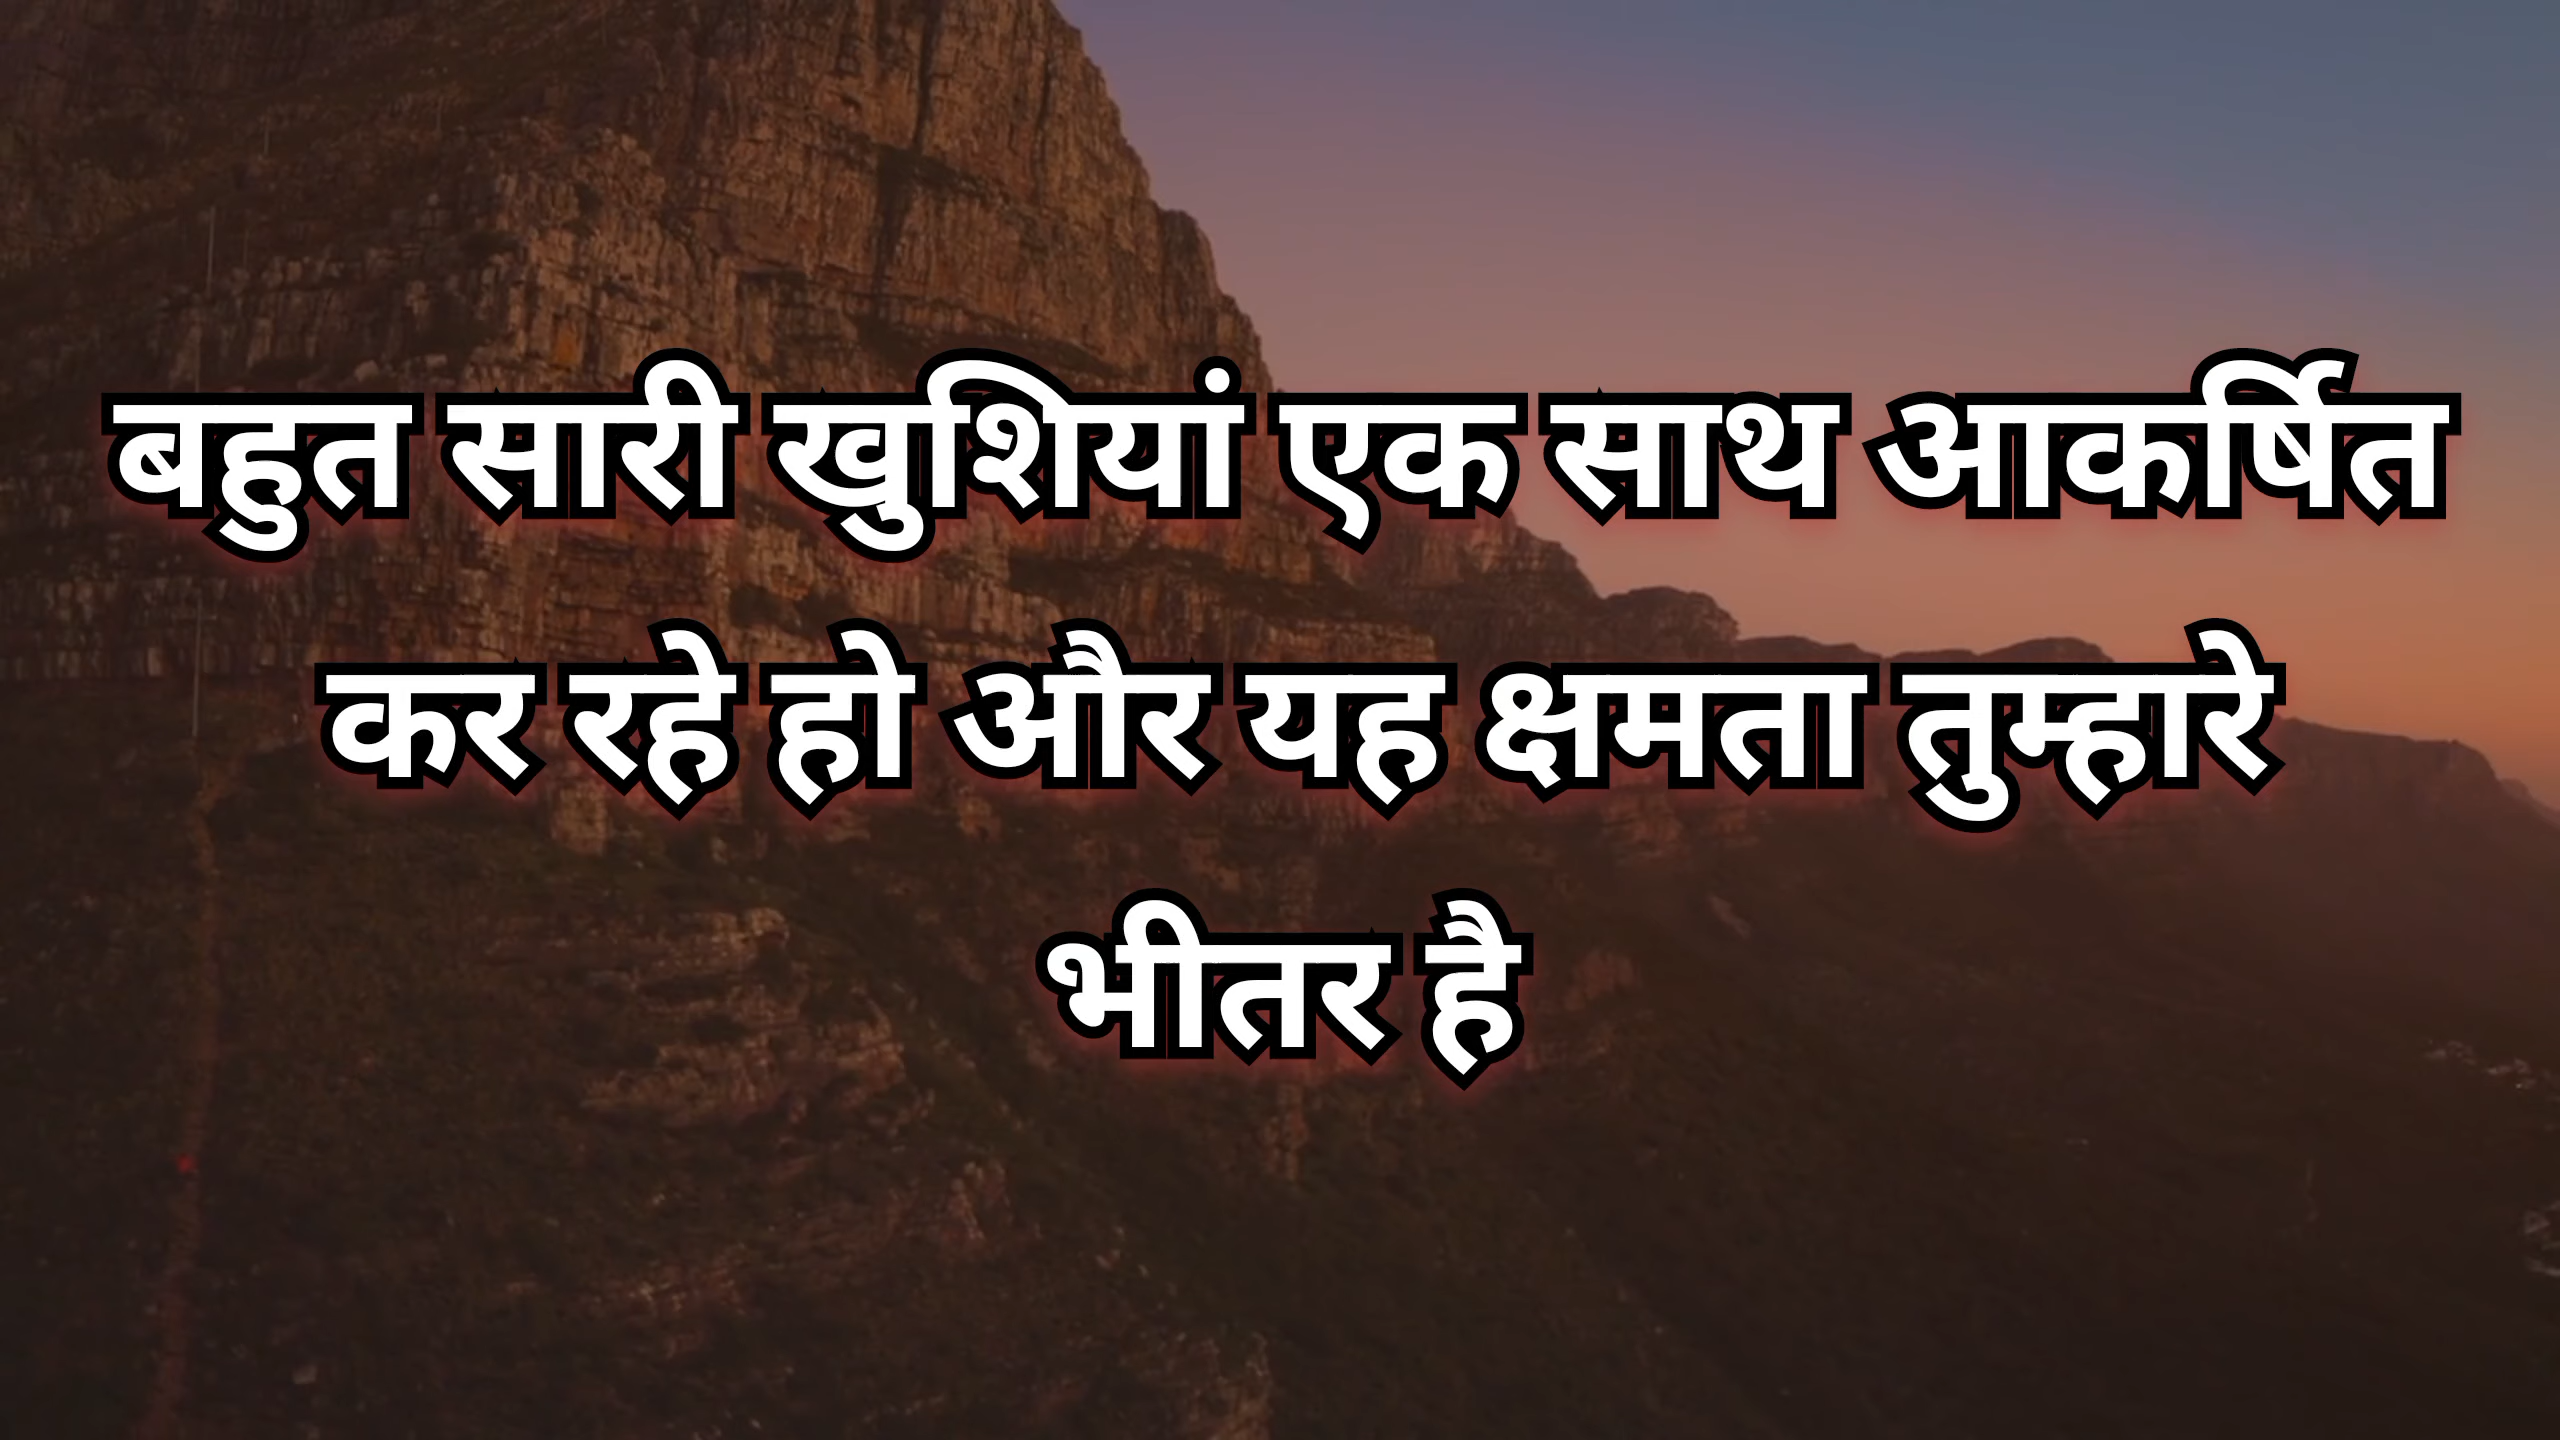 बहुत सारी खुशियां एक साथ आकर्षित
कर रहे हो और यह क्षमता तुम्हारे
भीतर है